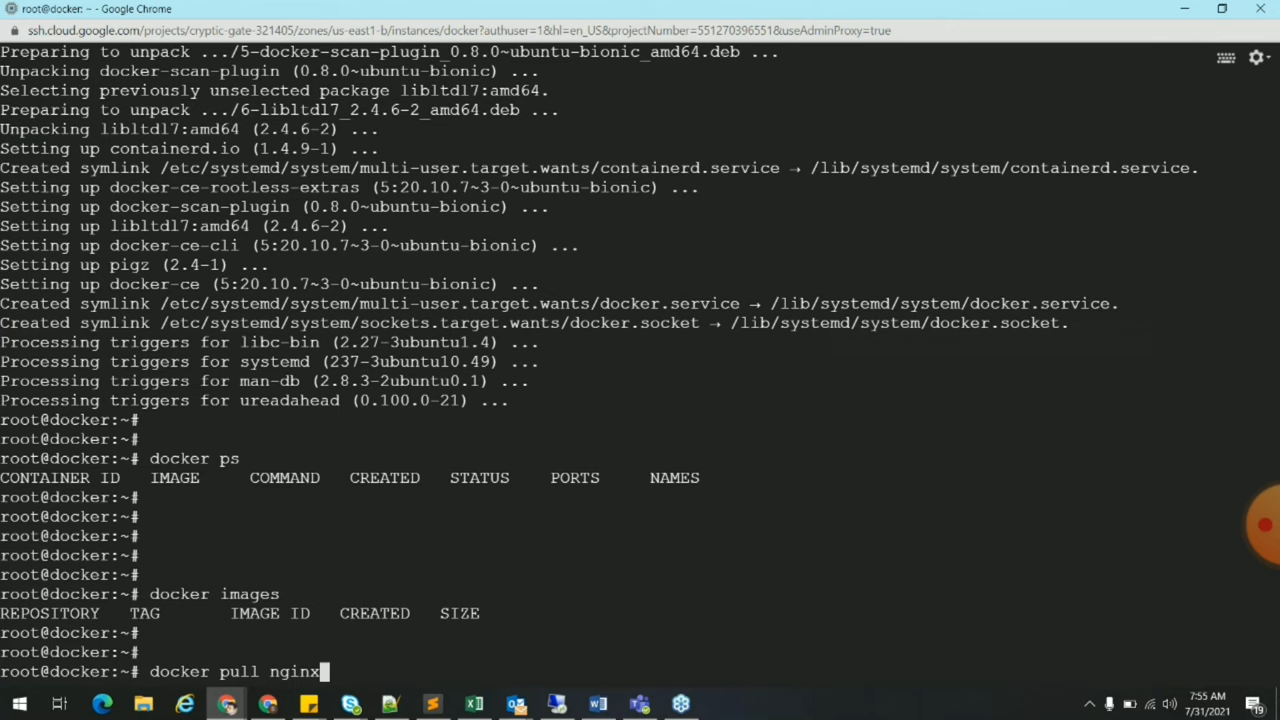 root@docker: ~ - Google Chrome
ssh.cloud.google.com/projects/cryptic-gate-321405/zones/us-east1-b/instances/docker?authuser=1&hl=en_US&projectNumber=551270396551&useAdminProxy=true
Preparing to unpack .../5-docker-scan-plugin_0.8.0~ubuntu-bionic_amd64.deb ...
Unpacking docker-scan-plugin (0.8.0~ubuntu-bionic) ...
Selecting previously unselected package libltdl7:amd64.
Preparing to unpack .../6-libltdl7_2.4.6-2_amd64.deb ...
Unpacking libltdl7:amd64 (2.4.6-2) ...
Setting up containerd.io (1.4.9-1) ...
Created symlink /etc/systemd/system/multi-user.target.wants/containerd.service → /lib/systemd/system/containerd.service.
Setting up docker-ce-rootless-extras (5:20.10.7~3-0~ubuntu-bionic) ...
Setting up docker-scan-plugin (0.8.0~ubuntu-bionic) ...
Setting up libltdl7:amd64 (2.4.6-2) ...
Setting up docker-ce-cli (5:20.10.7~3-0~ubuntu-bionic) ...
Setting up pigz (2.4-1) ...
Setting up docker-ce (5:20.10.7~3-0~ubuntu-bionic) ...
Created symlink /etc/systemd/system/multi-user.target.wants/docker.service → /lib/systemd/system/docker.service.
Created symlink /etc/systemd/system/sockets.target.wants/docker.socket → /lib/systemd/system/docker.socket.
Processing triggers for libc-bin (2.27-3ubuntu1.4) ...
Processing triggers for systemd (237-3ubuntu10.49) ...
Processing triggers for man-db (2.8.3-2ubuntu0.1) ...
Processing triggers for ureadahead (0.100.0-21) ...
root@docker:~#
root@docker:~#
root@docker:~# docker ps
CONTAINER ID IMAGE COMMAND CREATED STATUS PORTS NAMES
root@docker:~#
root@docker:~#
root@docker:~#
root@docker:~#
root@docker:~#
root@docker:~# docker images
REPOSITORY TAG IMAGE ID CREATED SIZE
root@docker:~#
root@docker:~#
root@docker:~# docker pull nginx
7:55 AM
7/31/2021
19